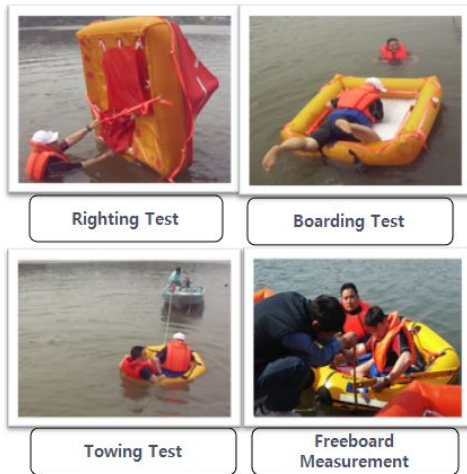 Righting Test
Boarding Test
Towing Test
Freeboard
Measurement